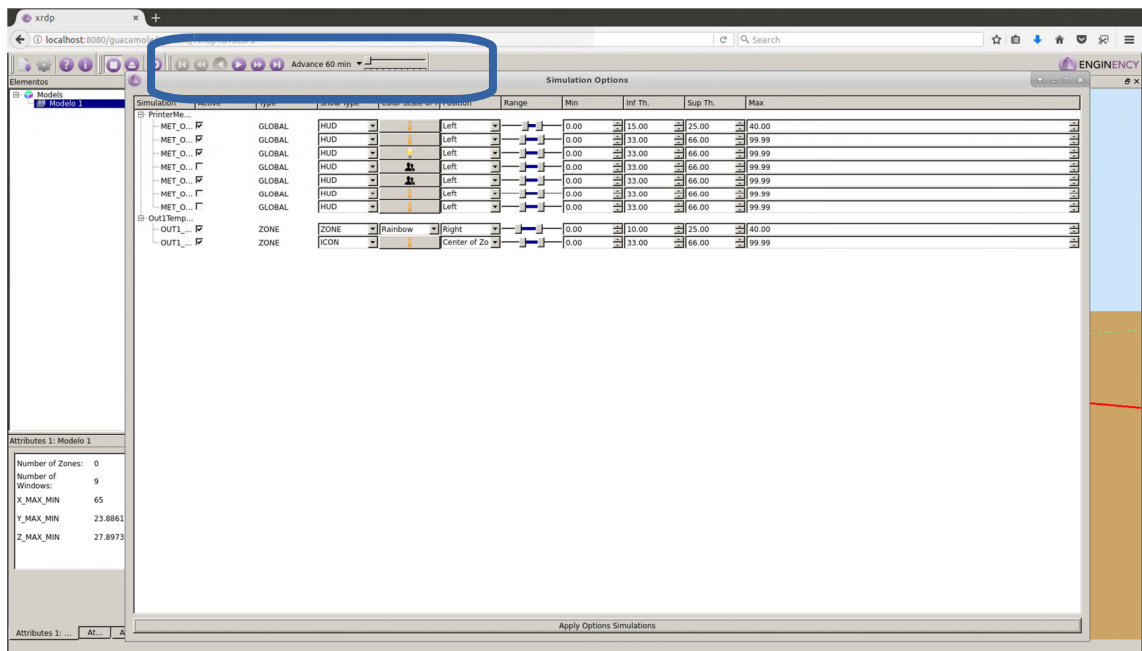 xrdp
localhost:8080/guacamole
Search
Advance 60 min
ENGINENCY
Elementos
Simulation Options
Models
Modelo 1
Simulation Active Type Show Type Color Scale of Position Range Min Inf Th. Sup Th. Max
PrinterMe...
MET_O... GLOBAL HUD Left 0.00 15.00 25.00 40.00
MET_O... GLOBAL HUD Left 0.00 33.00 66.00 99.99
MET_O... GLOBAL HUD Left 0.00 33.00 66.00 99.99
MET_O... GLOBAL HUD Left 0.00 33.00 66.00 99.99
MET_O... GLOBAL HUD Left 0.00 33.00 66.00 99.99
MET_O... GLOBAL HUD Left 0.00 33.00 66.00 99.99
MET_O... GLOBAL HUD Left 0.00 33.00 66.00 99.99
Out1Temp...
OUT1_... ZONE ZONE Rainbow Right 0.00 10.00 25.00 40.00
OUT1_... ZONE ICON Center of Zo 0.00 33.00 66.00 99.99
Attributes 1: Modelo 1
Number of Zones: 0
Number of
Windows: 9
X_MAX_MIN 65
Y_MAX_MIN 23.8861
Z_MAX_MIN 27.8973
Apply Options Simulations
Attributes 1: ... At... A